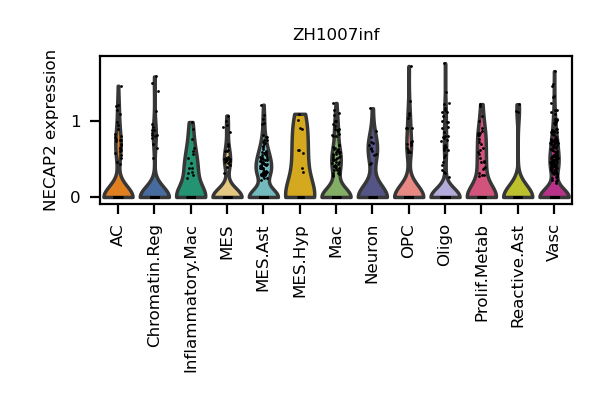 ZH1007inf
NECAP2 expression
1
0
AC
Chromatin.Reg
Inflammatory.Mac
MES
MES.Ast
MES.Hyp
Mac
Neuron
OPC
Oligo
Prolif.Metab
Reactive.Ast
Vasc